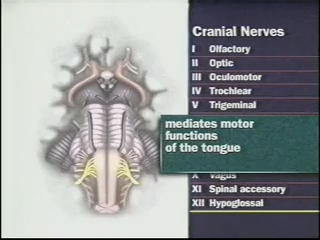 Cranial Nerves
I Olfactory
II Optic
III Oculomotor
IV Trochlear
V Trigeminal
mediates motor
functions
of the tongue
X Vagus
XI Spinal accessory
XII Hypoglossal